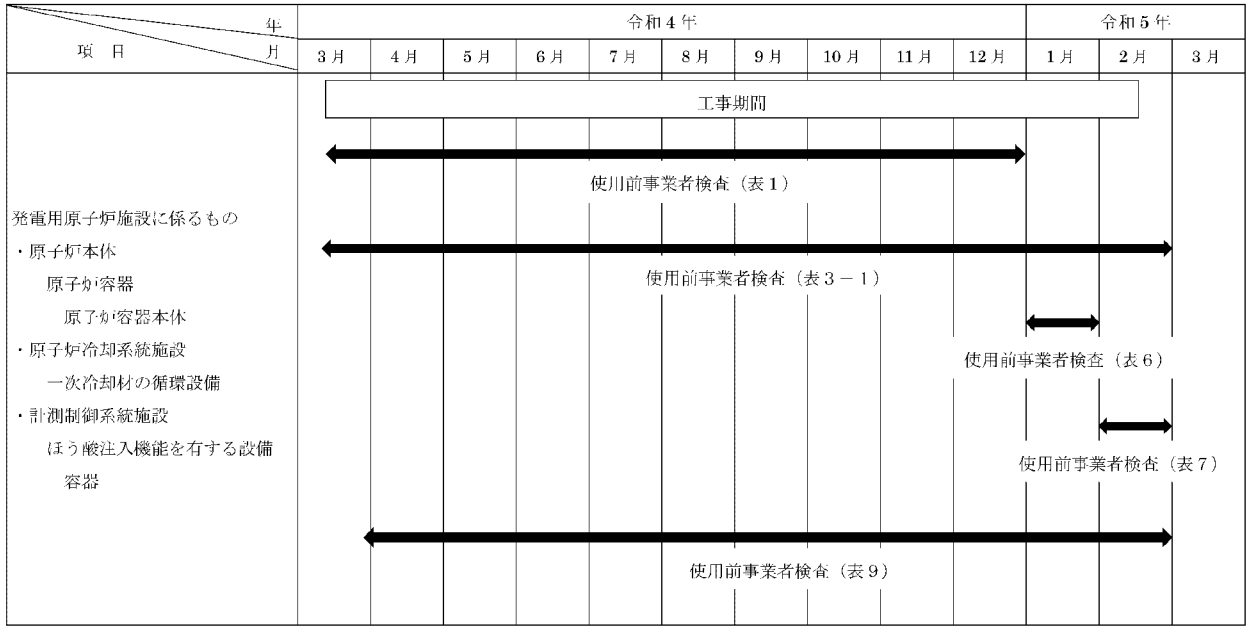 年 令和4年 令和5年
項 目 月 3月 4月 5月 6月 7月 8月 9月 10月 11月 12月 1月 2月 3月
工事期間
使用前事業者検査（表1）
発電用原子炉施設に係るもの
・原子炉本体
使用前事業者検査（表3－1）
原子炉容器
原子炉容器本体
・原子炉冷却系統施設
使用前事業者検査（表6）
一次冷却材の循環設備
・計測制御系統施設
ほう酸注入機能を有する設備
使用前事業者検査（表7）
容器
使用前事業者検査（表9）